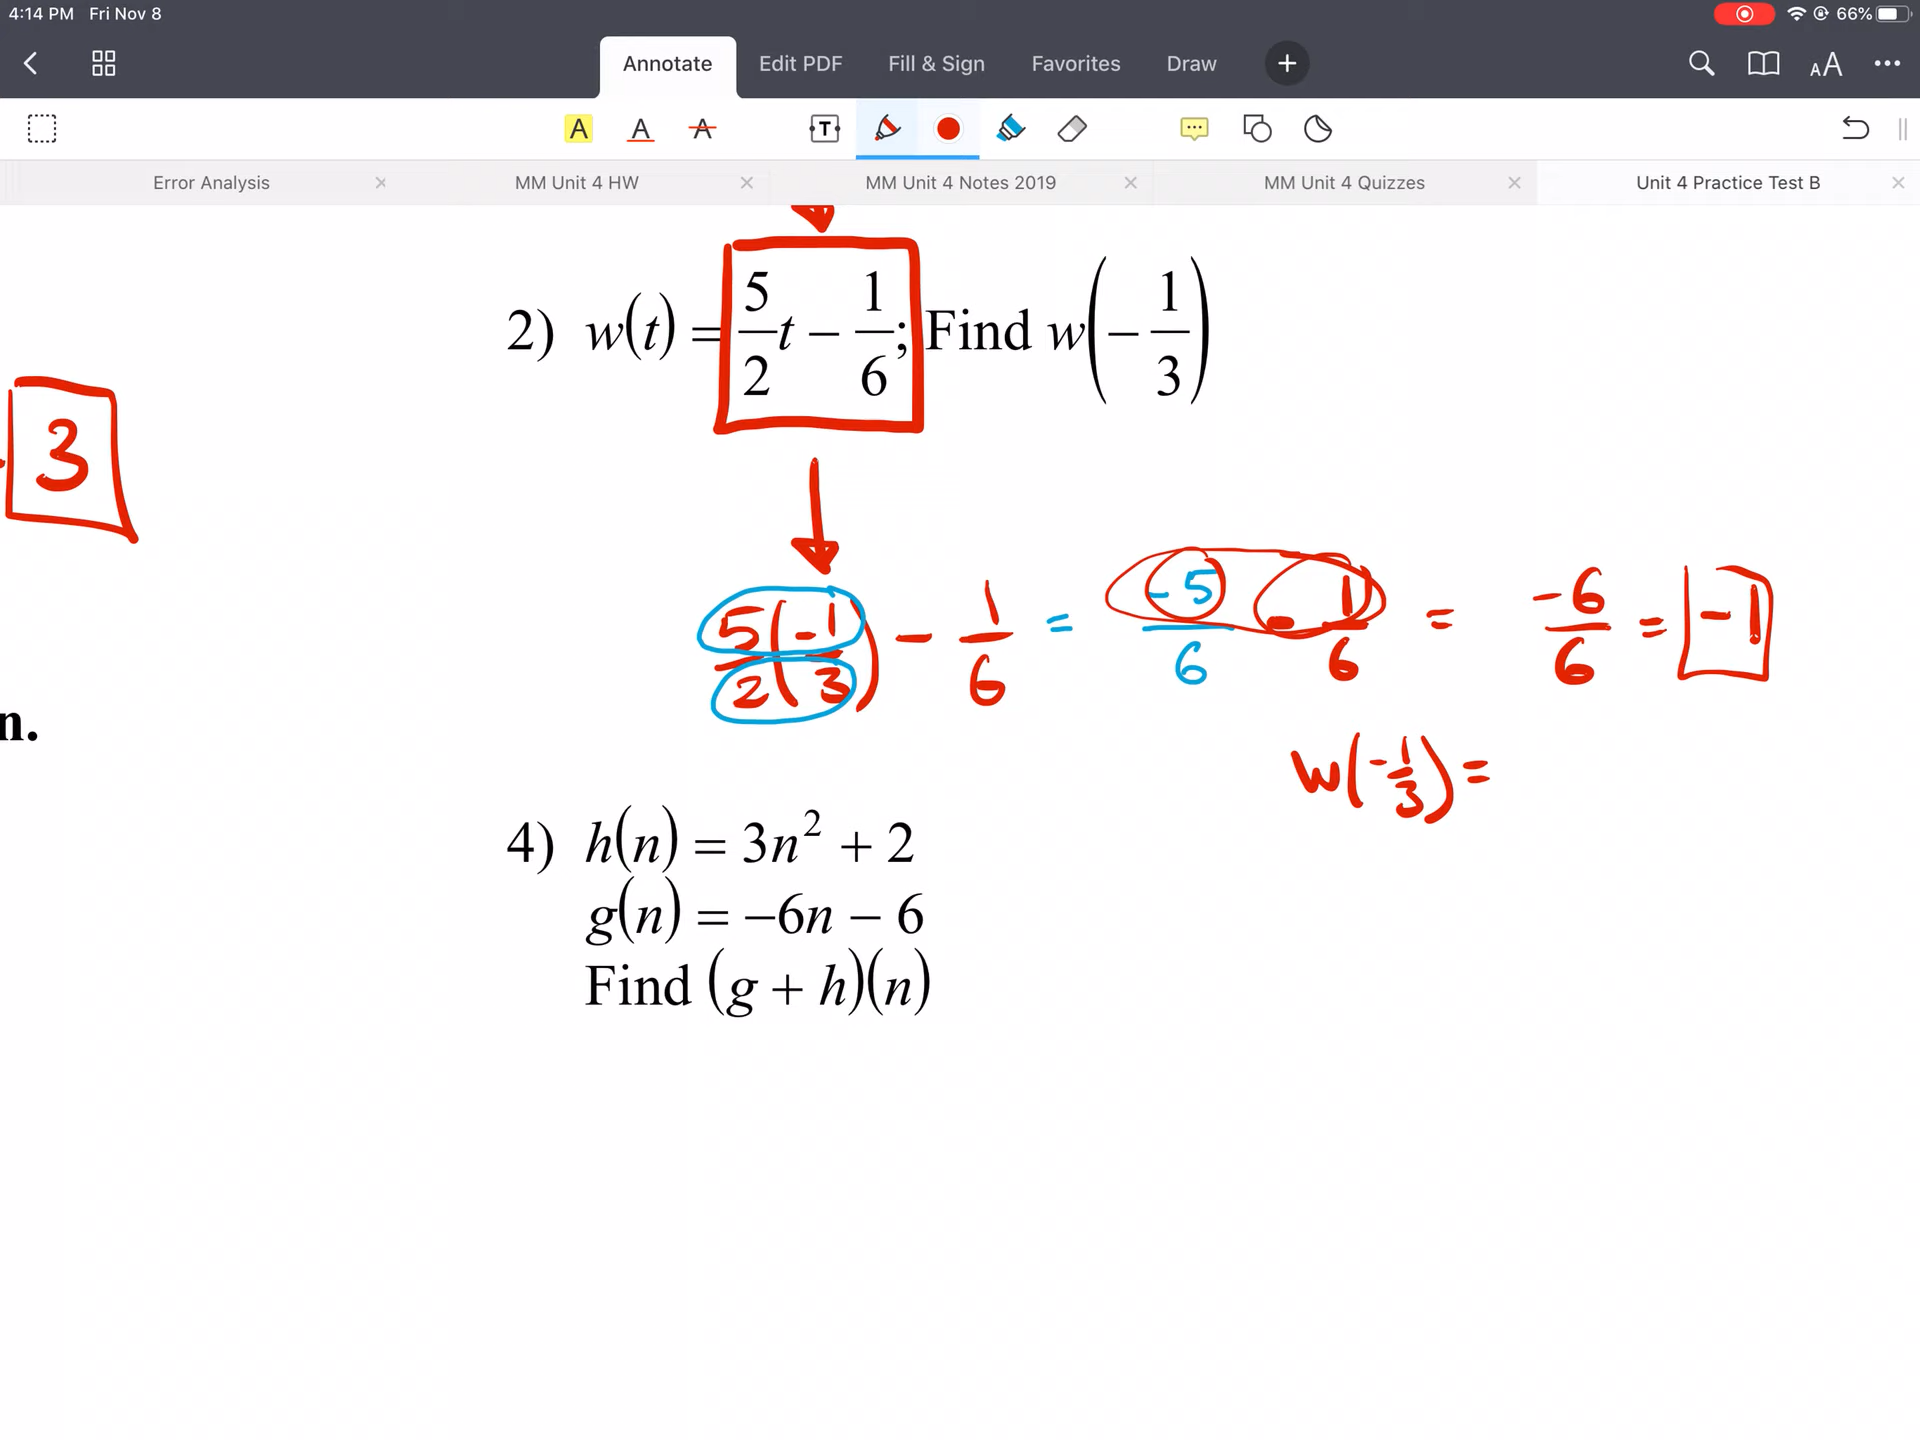 4:14 PM Fri Nov 8
66%
Annotate Edit PDF Fill & Sign Favorites Draw
A A A T AA
Error Analysis MM Unit 4 HW MM Unit 4 Notes 2019 MM Unit 4 Quizzes Unit 4 Practice Test B
2) w(t) = 5/2 t − 1/6; Find w(− 1/3)
3
5/2 (-1/3) − 1/6 = -5/6 - 1/6 = -6/6 = -1
n.
w(-1/3) =
4) h(n) = 3n² + 2
g(n) = −6n − 6
Find (g + h)(n)